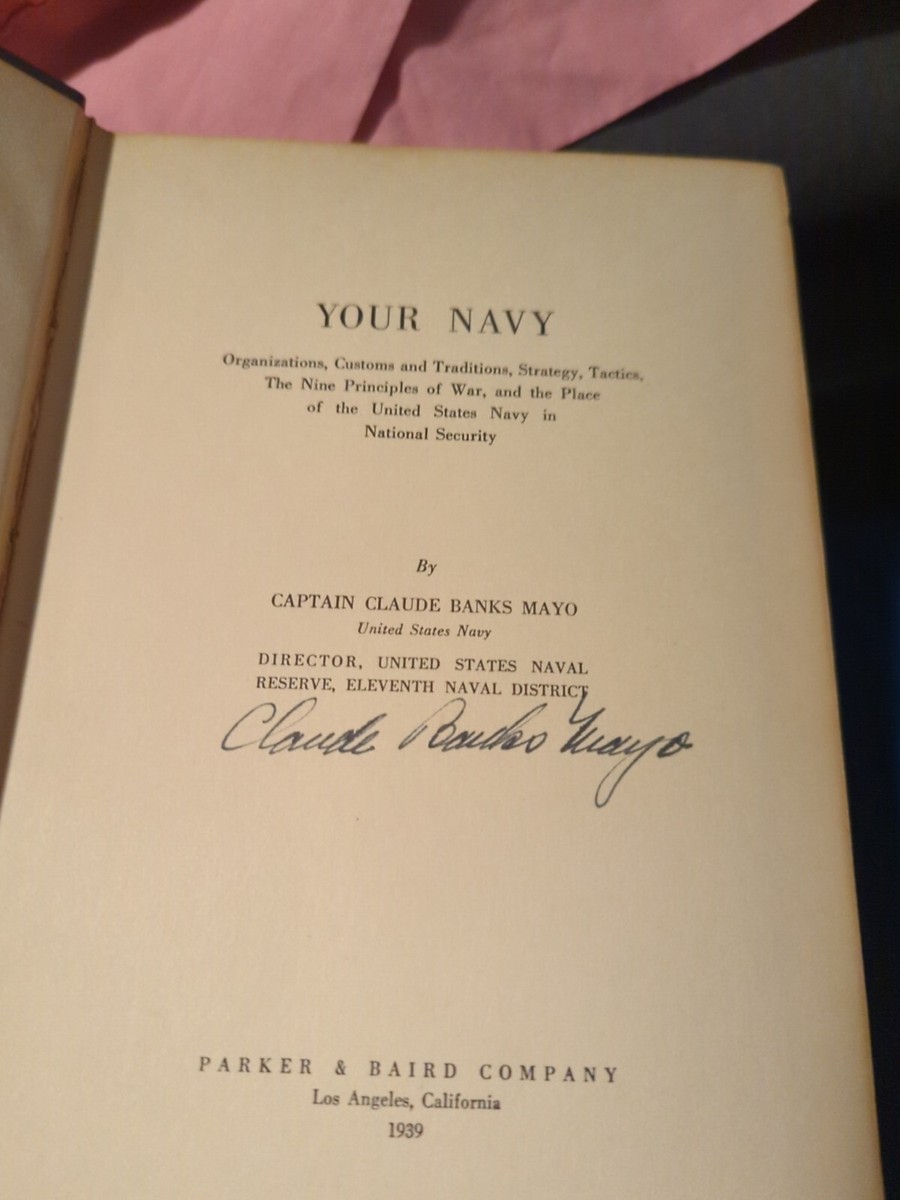 YOUR NAVY
Organizations, Customs and Traditions, Strategy, Tactics,
The Nine Principles of War, and the Place
of the United States Navy in
National Security
By
CAPTAIN CLAUDE BANKS MAYO
United States Navy
DIRECTOR, UNITED STATES NAVAL
RESERVE, ELEVENTH NAVAL DISTRICT
Claude Banks Mayo
PARKER & BAIRD COMPANY
Los Angeles, California
1939